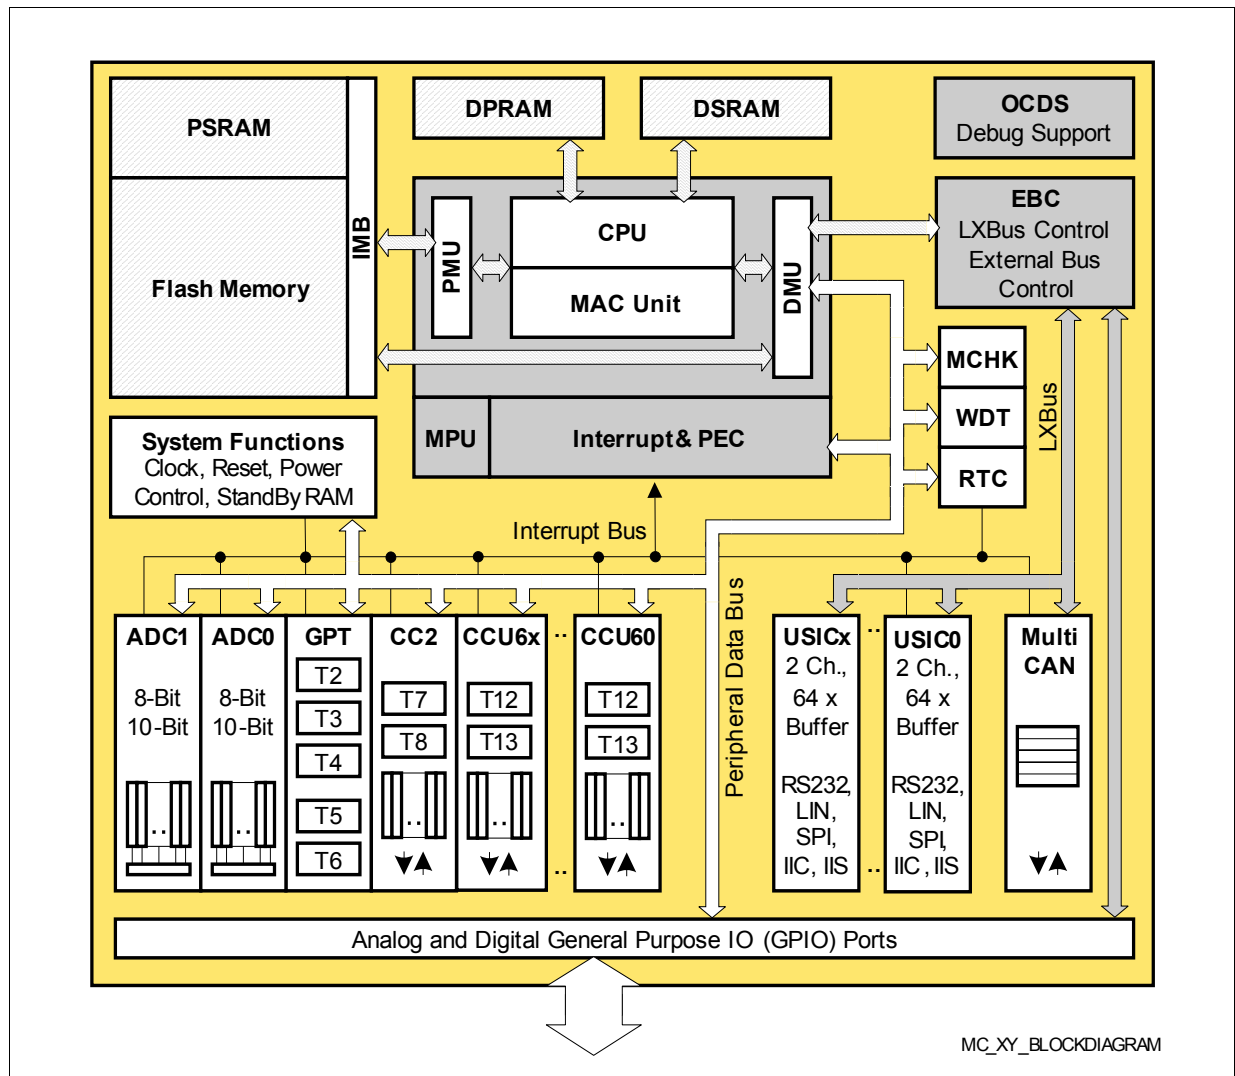 PSRAM
Flash Memory
IMB
DPRAM
DSRAM
OCDS
Debug Support
PMU
CPU
MAC Unit
DMU
EBC
LXBus Control
External Bus
Control
MPU
Interrupt & PEC
MCHK
WDT
RTC
LXBus
System Functions
Clock, Reset, Power
Control, StandBy RAM
Interrupt Bus
Peripheral Data Bus
ADC1
8-Bit
10-Bit
..
ADC0
8-Bit
10-Bit
..
GPT
T2
T3
T4
T5
T6
CC2
T7
T8
..
CCU6x
T12
T13
..
..
..
CCU60
T12
T13
..
USICx
2 Ch.,
64 x
Buffer
RS232,
LIN,
SPI,
IIC, IIS
..
..
USIC0
2 Ch.,
64 x
Buffer
RS232,
LIN,
SPI,
IIC, IIS
Multi
CAN
Analog and Digital General Purpose IO (GPIO) Ports
MC_XY_BLOCKDIAGRAM